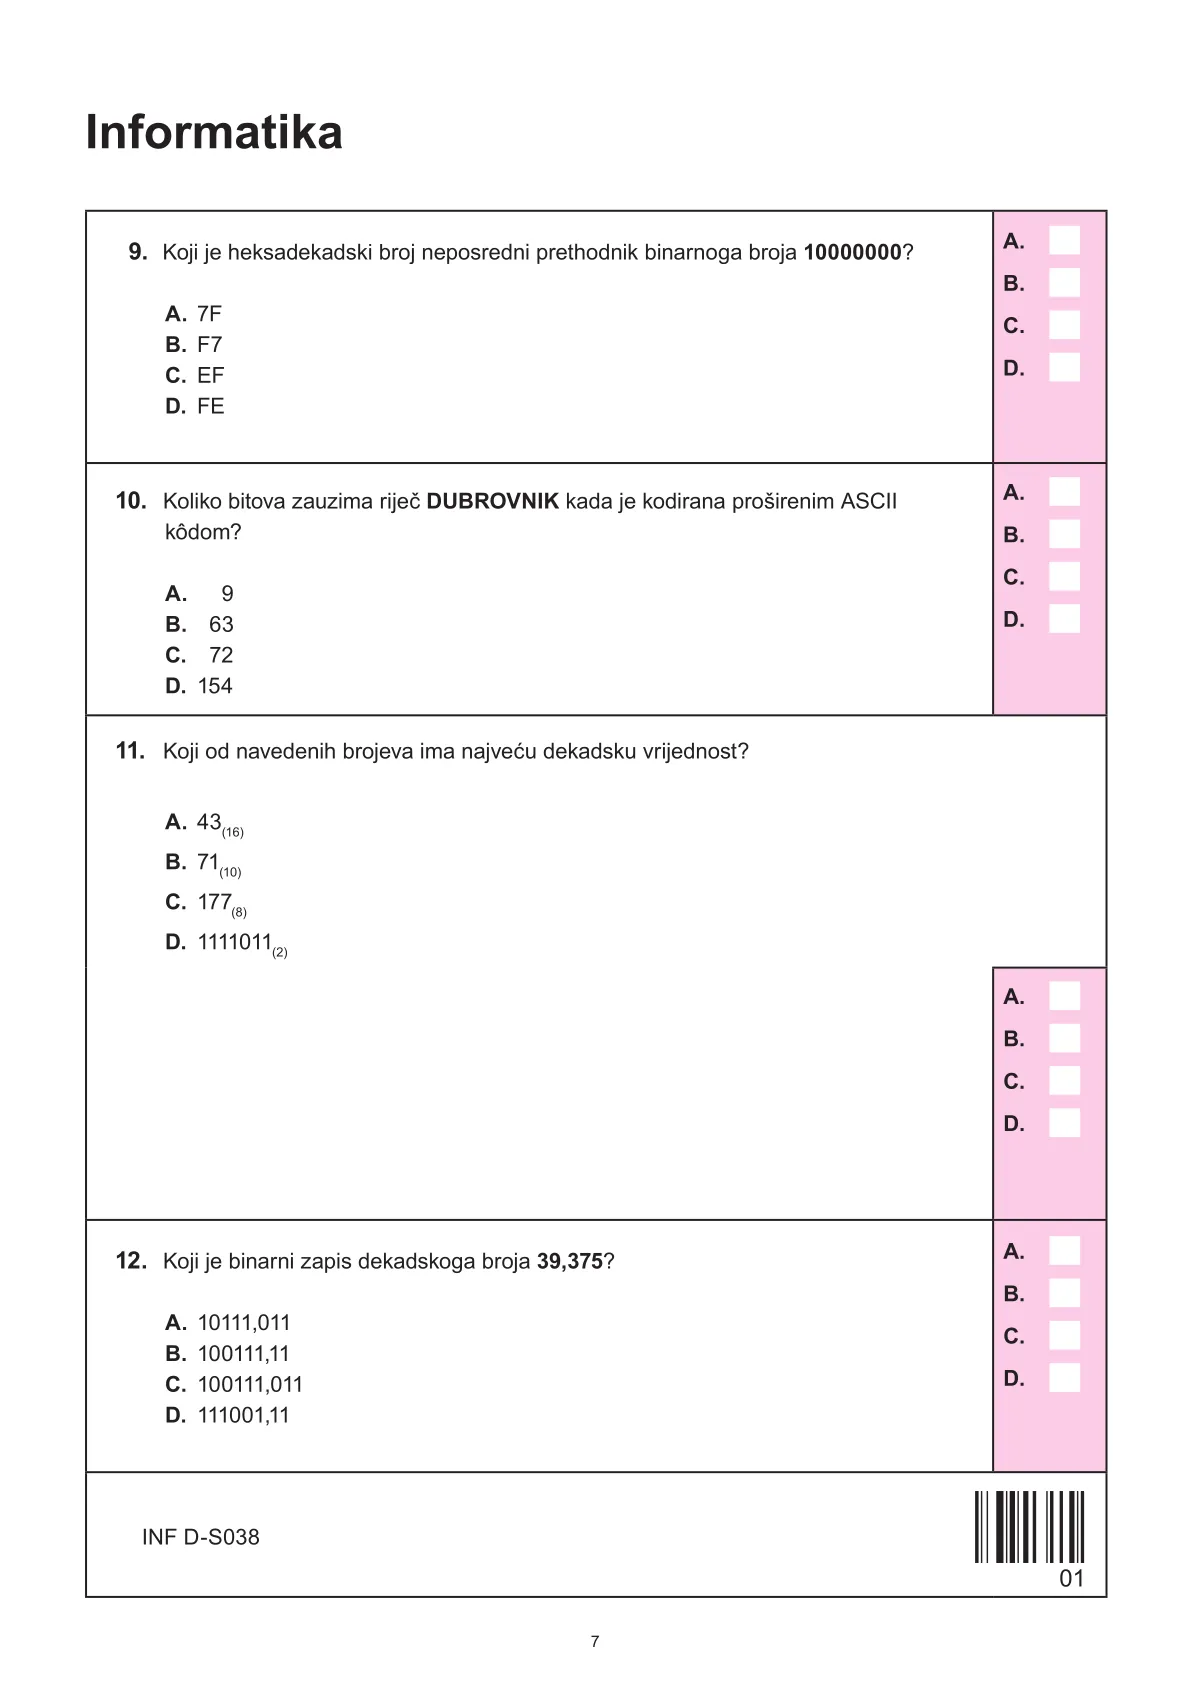 Informatika
9. Koji je heksadekadski broj neposredni prethodnik binarnoga broja 10000000?
A. 7F
B. F7
C. EF
D. FE
A.
B.
C.
D.
10. Koliko bitova zauzima riječ DUBROVNIK kada je kodirana proširenim ASCII
kôdom?
A. 9
B. 63
C. 72
D. 154
A.
B.
C.
D.
11. Koji od navedenih brojeva ima najveću dekadsku vrijednost?
A. 43(16)
B. 71(10)
C. 177(8)
D. 1111011(2)
A.
B.
C.
D.
12. Koji je binarni zapis dekadskoga broja 39,375?
A. 10111,011
B. 100111,11
C. 100111,011
D. 111001,11
A.
B.
C.
D.
INF D-S038
01
7